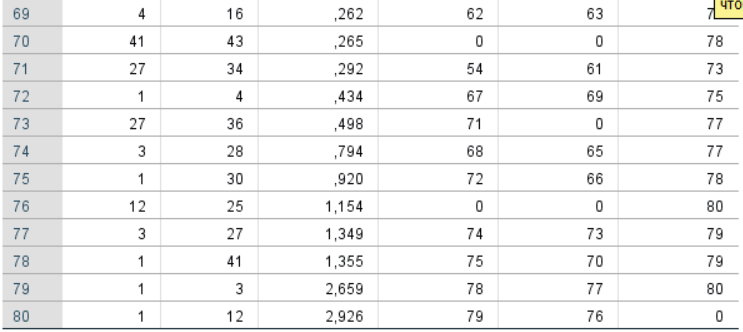 что
69 4 16 ,262 62 63 7
70 41 43 ,265 0 0 78
71 27 34 ,292 54 61 73
72 1 4 ,434 67 69 75
73 27 36 ,498 71 0 77
74 3 28 ,794 68 65 77
75 1 30 ,920 72 66 78
76 12 25 1,154 0 0 80
77 3 27 1,349 74 73 79
78 1 41 1,355 75 70 79
79 1 3 2,659 78 77 80
80 1 12 2,926 79 76 0